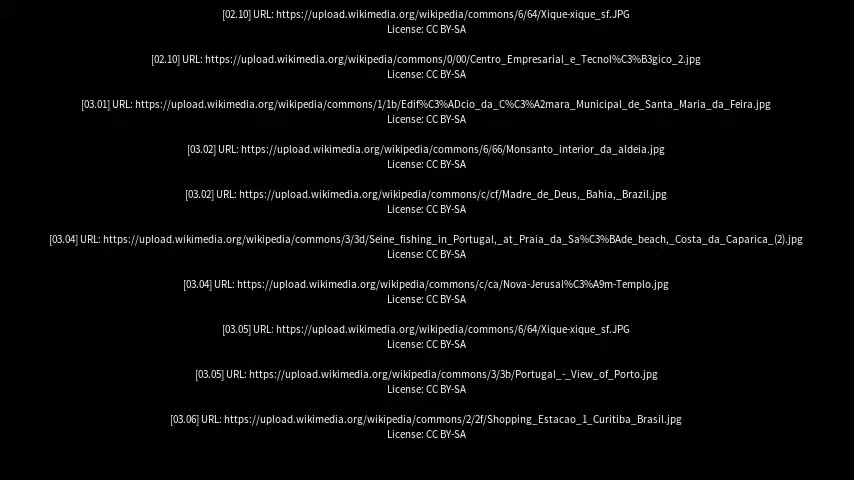 [02.10] URL: https://upload.wikimedia.org/wikipedia/commons/6/64/Xique-xique_sf.JPG
License: CC BY-SA
[02.10] URL: https://upload.wikimedia.org/wikipedia/commons/0/00/Centro_Empresarial_e_Tecnol%C3%B3gico_2.jpg
License: CC BY-SA
[03.01] URL: https://upload.wikimedia.org/wikipedia/commons/1/1b/Edif%C3%ADcio_da_C%C3%A2mara_Municipal_de_Santa_Maria_da_Feira.jpg
License: CC BY-SA
[03.02] URL: https://upload.wikimedia.org/wikipedia/commons/6/66/Monsanto_interior_da_aldeia.jpg
License: CC BY-SA
[03.02] URL: https://upload.wikimedia.org/wikipedia/commons/c/cf/Madre_de_Deus,_Bahia,_Brazil.jpg
License: CC BY-SA
[03.04] URL: https://upload.wikimedia.org/wikipedia/commons/3/3d/Seine_fishing_in_Portugal,_at_Praia_da_Sa%C3%BAde_beach,_Costa_da_Caparica_(2).jpg
License: CC BY-SA
[03.04] URL: https://upload.wikimedia.org/wikipedia/commons/c/ca/Nova-Jerusal%C3%A9m-Templo.jpg
License: CC BY-SA
[03.05] URL: https://upload.wikimedia.org/wikipedia/commons/6/64/Xique-xique_sf.JPG
License: CC BY-SA
[03.05] URL: https://upload.wikimedia.org/wikipedia/commons/3/3b/Portugal_-_View_of_Porto.jpg
License: CC BY-SA
[03.06] URL: https://upload.wikimedia.org/wikipedia/commons/2/2f/Shopping_Estacao_1_Curitiba_Brasil.jpg
License: CC BY-SA